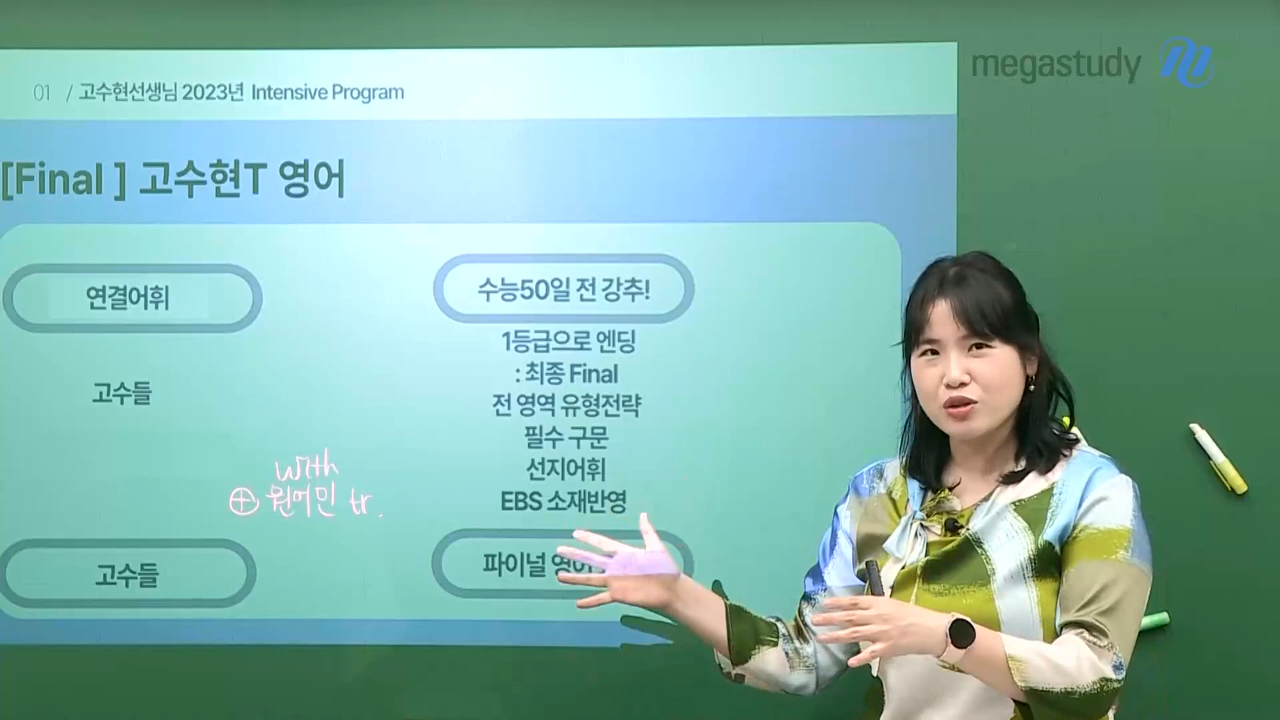 megastudy
01 / 고수현선생님 2023년 Intensive Program
[Final ] 고수현T 영어
연결어휘
고수들
with
⊕ 원어민 tr.
고수들
수능50일 전 강추!
1등급으로 엔딩
: 최종 Final
전 영역 유형전략
필수 구문
선지어휘
EBS 소재반영
파이널 영어